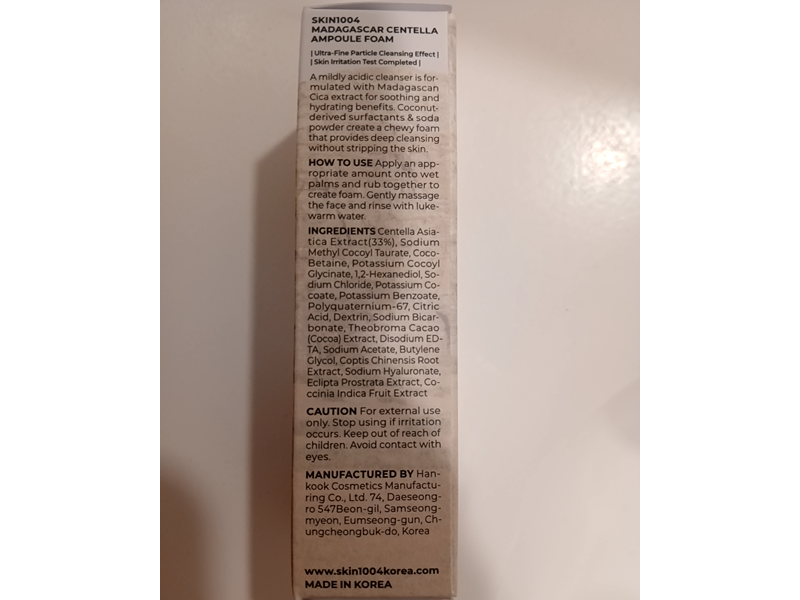 SKIN1004
MADAGASCAR CENTELLA
AMPOULE FOAM
| Ultra-Fine Particle Cleansing Effect |
| Skin Irritation Test Completed |
A mildly acidic cleanser is for-
mulated with Madagascan
Cica extract for soothing and
hydrating benefits. Coconut-
derived surfactants & soda
powder create a chewy foam
that provides deep cleansing
without stripping the skin.
HOW TO USE Apply an app-
ropriate amount onto wet
palms and rub together to
create foam. Gently massage
the face and rinse with luke-
warm water.
INGREDIENTS Centella Asia-
tica Extract(33%), Sodium
Methyl Cocoyl Taurate, Coco-
Betaine, Potassium Cocoyl
Glycinate, 1,2-Hexanediol, So-
dium Chloride, Potassium Co-
coate, Potassium Benzoate,
Polyquaternium-67, Citric
Acid, Dextrin, Sodium Bicar-
bonate, Theobroma Cacao
(Cocoa) Extract, Disodium ED-
TA, Sodium Acetate, Butylene
Glycol, Coptis Chinensis Root
Extract, Sodium Hyaluronate,
Eclipta Prostrata Extract, Co-
ccinia Indica Fruit Extract
CAUTION For external use
only. Stop using if irritation
occurs. Keep out of reach of
children. Avoid contact with
eyes.
MANUFACTURED BY Han-
kook Cosmetics Manufactu-
ring Co., Ltd. 74, Daeseong-
ro 547Beon-gil, Samseong-
myeon, Eumseong-gun, Ch-
ungcheongbuk-do, Korea
www.skin1004korea.com
MADE IN KOREA